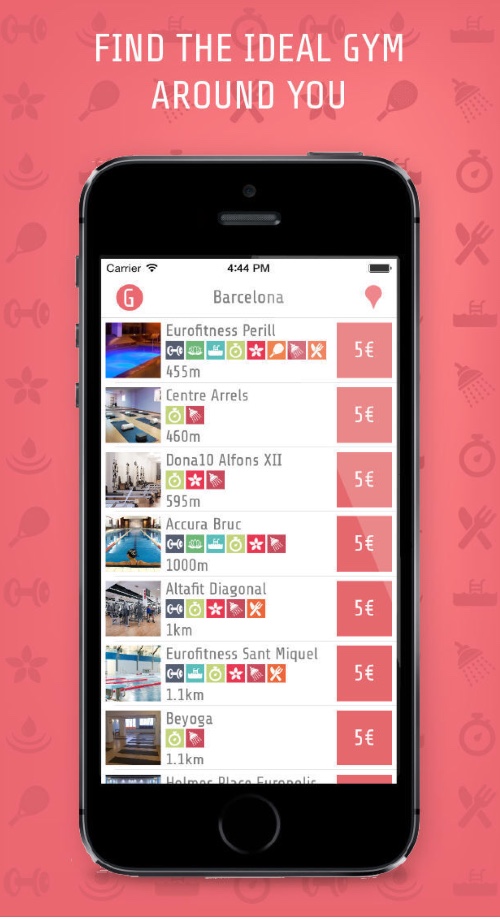 FIND THE IDEAL GYM
AROUND YOU
Carrier 4:44 PM
G Barcelona
Eurofitness Perill
5€
455m
Centre Arrels
5€
460m
Dona10 Alfons XII
5€
595m
Accura Bruc
5€
1000m
Altafit Diagonal
5€
1km
Eurofitness Sant Miquel
5€
1.1km
Beyoga
5€
1.1km
Holmes Place Europolis